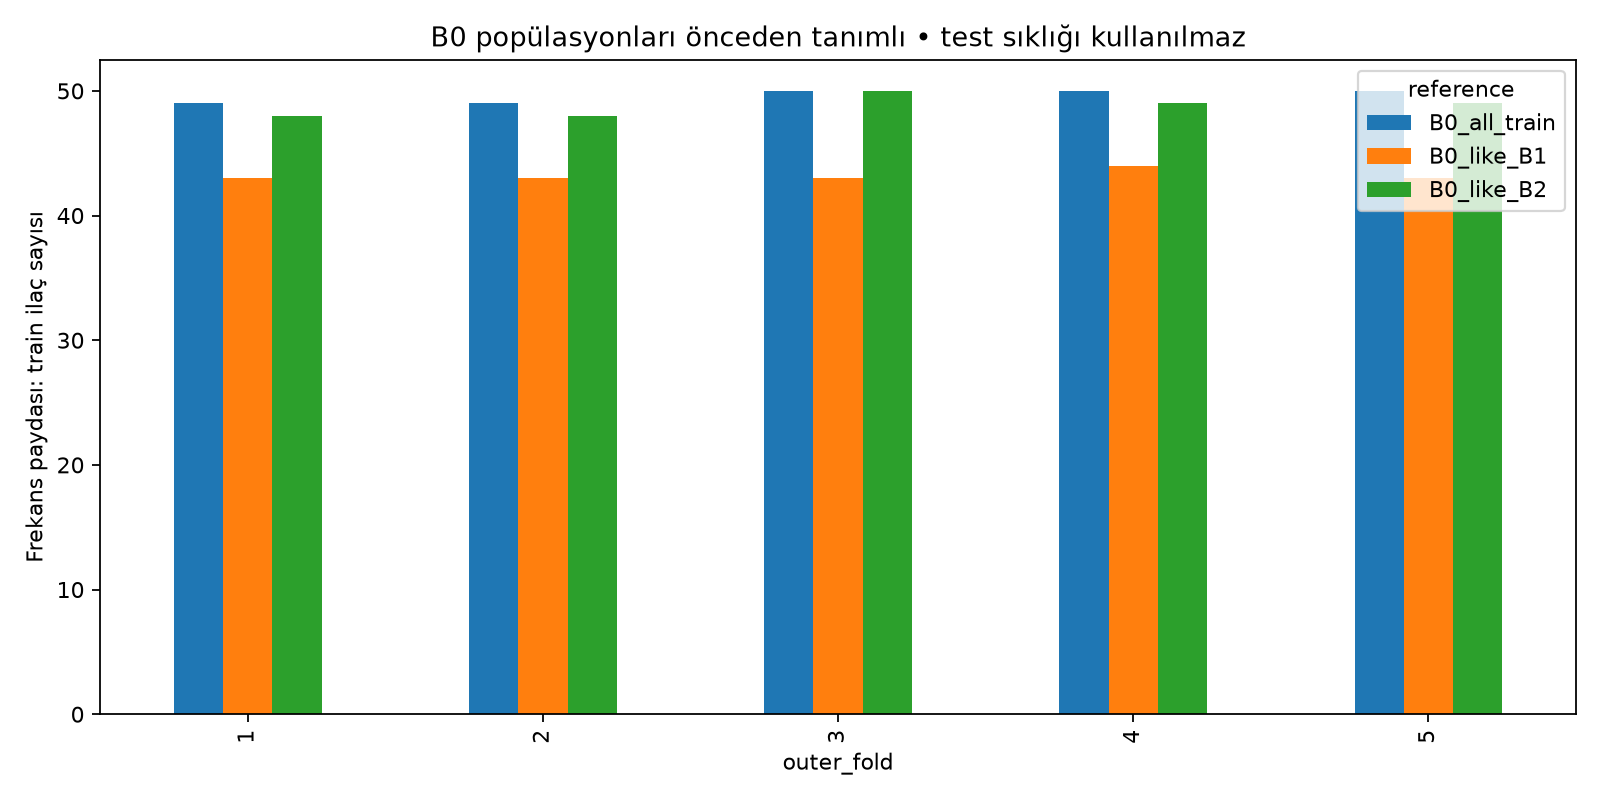 B0 popülasyonları önceden tanımlı • test sıklığı kullanılmaz
Frekans paydası: train ilaç sayısı
50
40
30
20
10
0
reference
B0_all_train
B0_like_B1
B0_like_B2
1
2
3
4
5
outer_fold